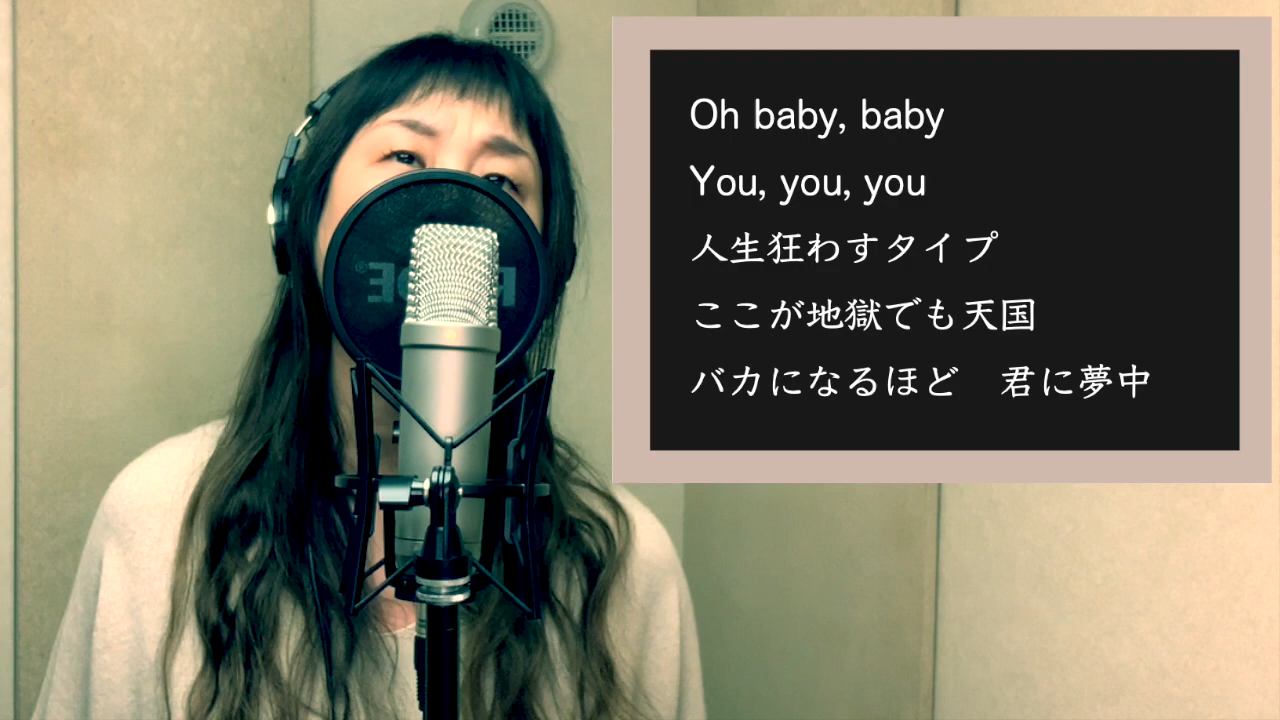 Oh baby, baby
You, you, you
人生狂わすタイプ
ここが地獄でも天国
バカになるほど　君に夢中